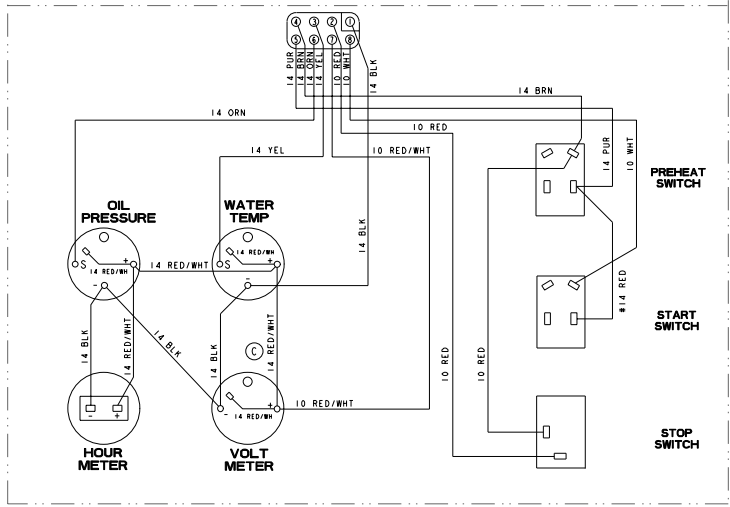 4 3 2 1
5 6 7 8
14 PUR
14 BRN
14 ORN
14 YEL
10 RED
10 WHT
14 BLK
14 BRN
14 ORN
10 RED
14 YEL
10 RED/WHT
14 PUR
10 WHT
PREHEAT
SWITCH
OIL
PRESSURE
WATER
TEMP
14 BLK
S
+
14 RED/WH
-
14 RED/WHT
S
+
14 RED/WH
-
#14 RED
START
SWITCH
14 BLK
14 RED/WHT
14 BLK
14 BLK
14 RED/WHT
C
10 RED
10 RED
- +
- +
14 RED/WH
10 RED/WHT
HOUR
METER
VOLT
METER
STOP
SWITCH